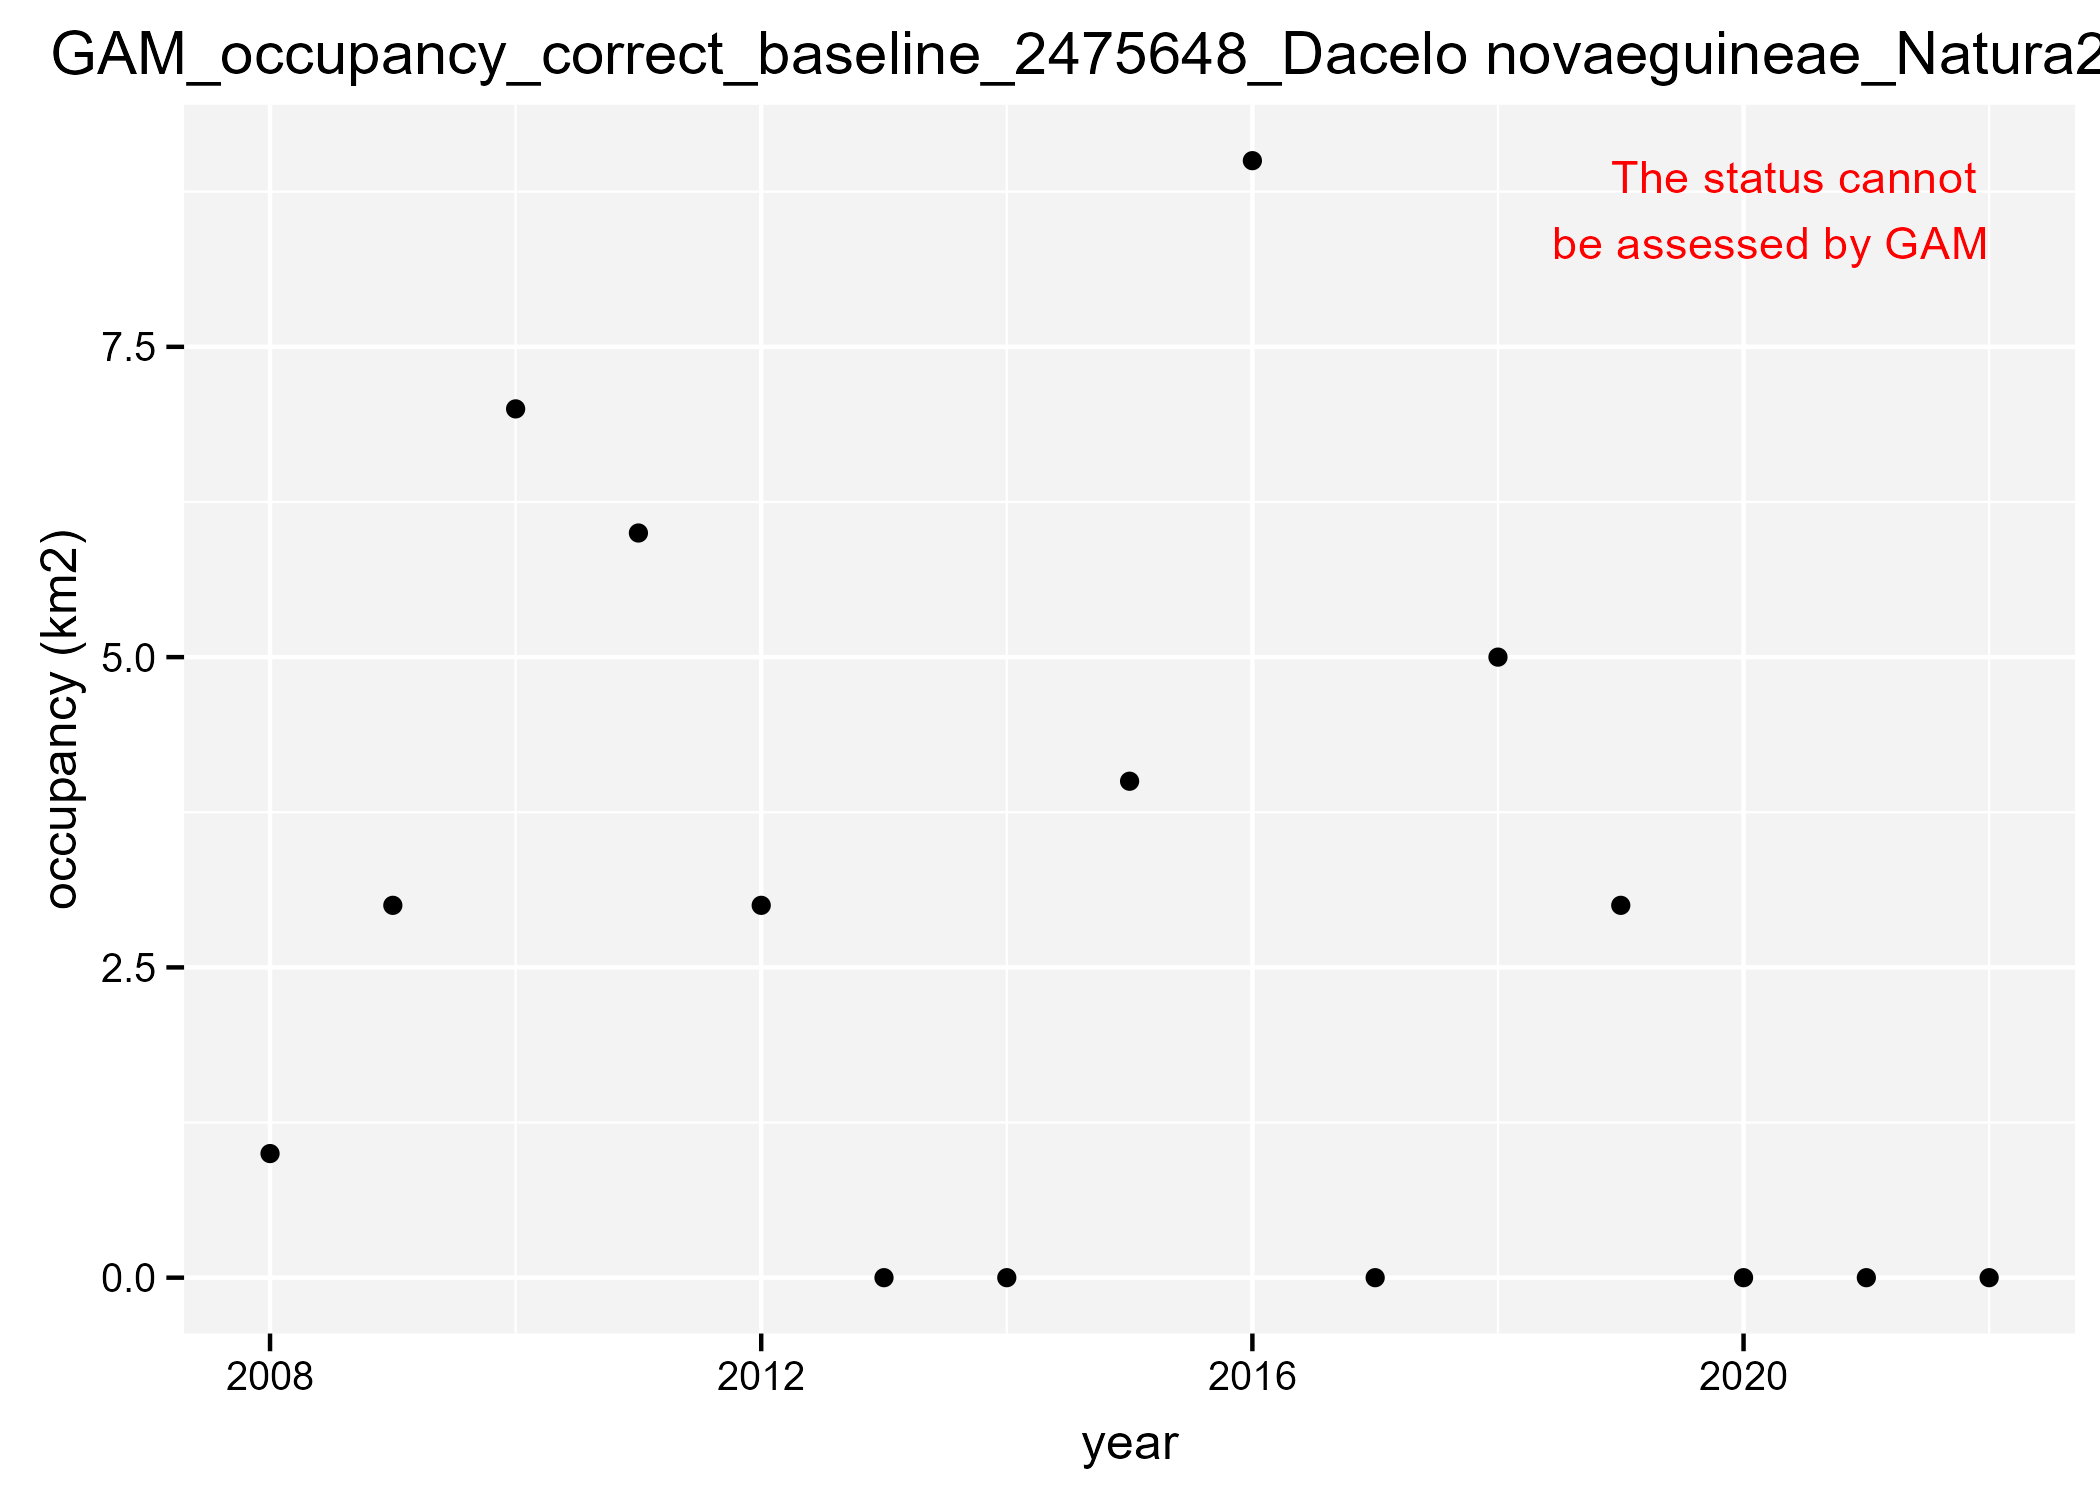 GAM_occupancy_correct_baseline_2475648_Dacelo novaeguineae_Natura2
The status cannot
be assessed by GAM
7.5
5.0
2.5
0.0
occupancy (km2)
2008 2012 2016 2020
year